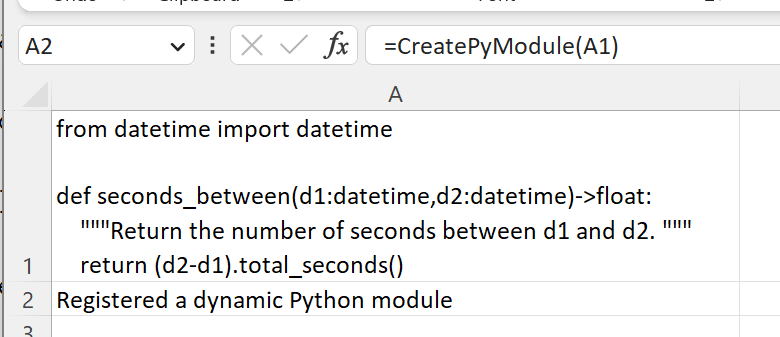 A2
fx
=CreatePyModule(A1)
A
from datetime import datetime
def seconds_between(d1:datetime,d2:datetime)->float:
"""Return the number of seconds between d1 and d2. """
1
return (d2-d1).total_seconds()
2
Registered a dynamic Python module
3